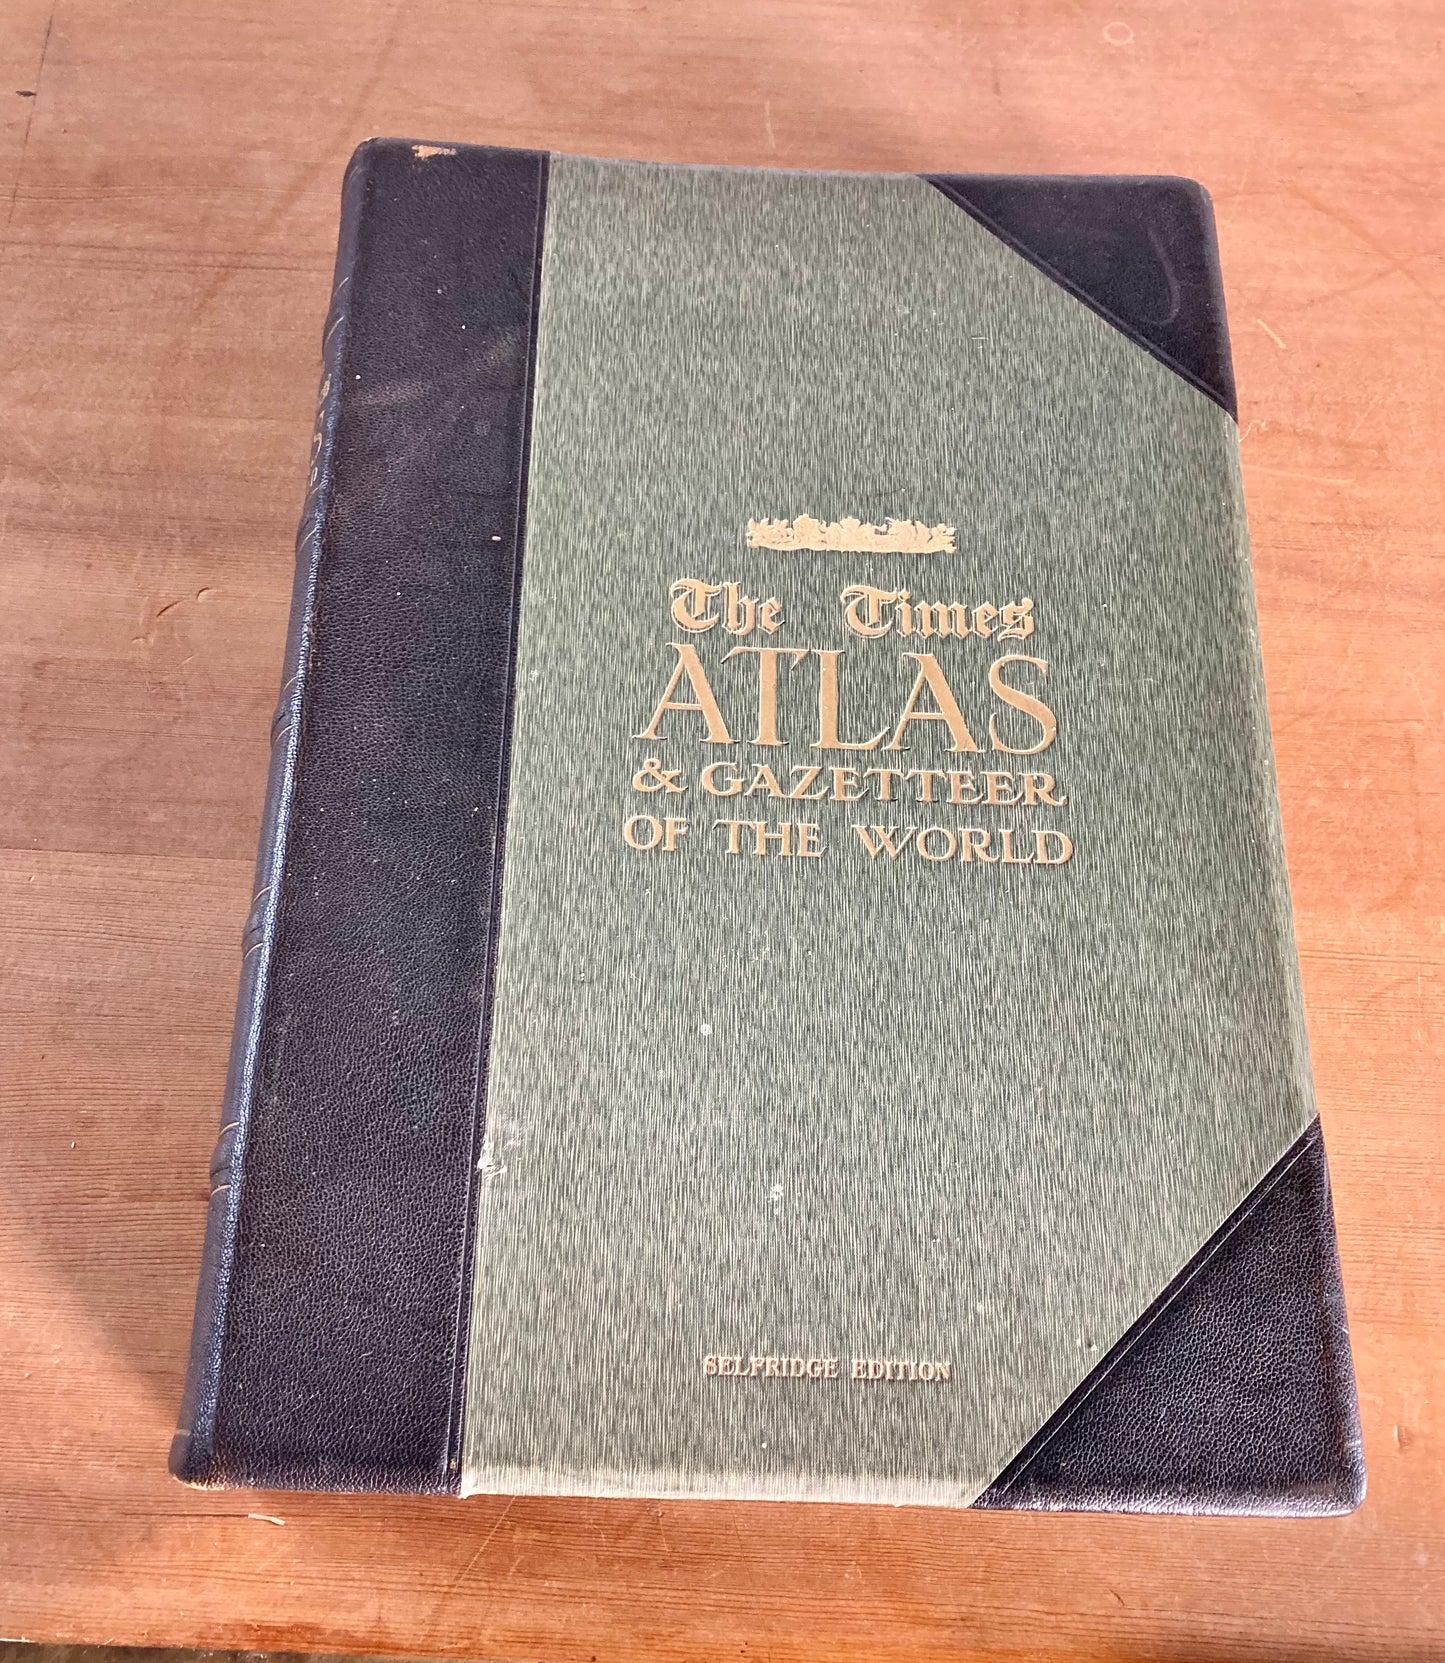 The Times
ATLAS
& GAZETTEER
OF THE WORLD
SELFRIDGE EDITION